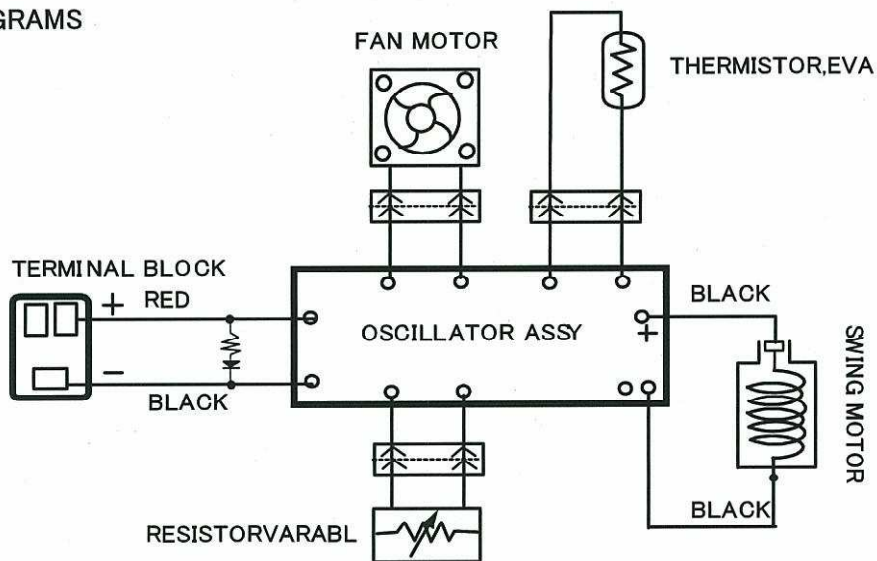 GRAMS
FAN MOTOR
THERMISTOR,EVA
TERMINAL BLOCK
+ RED
BLACK
OSCILLATOR ASSY
+
SWING MOTOR
−
BLACK
BLACK
RESISTORVARABL